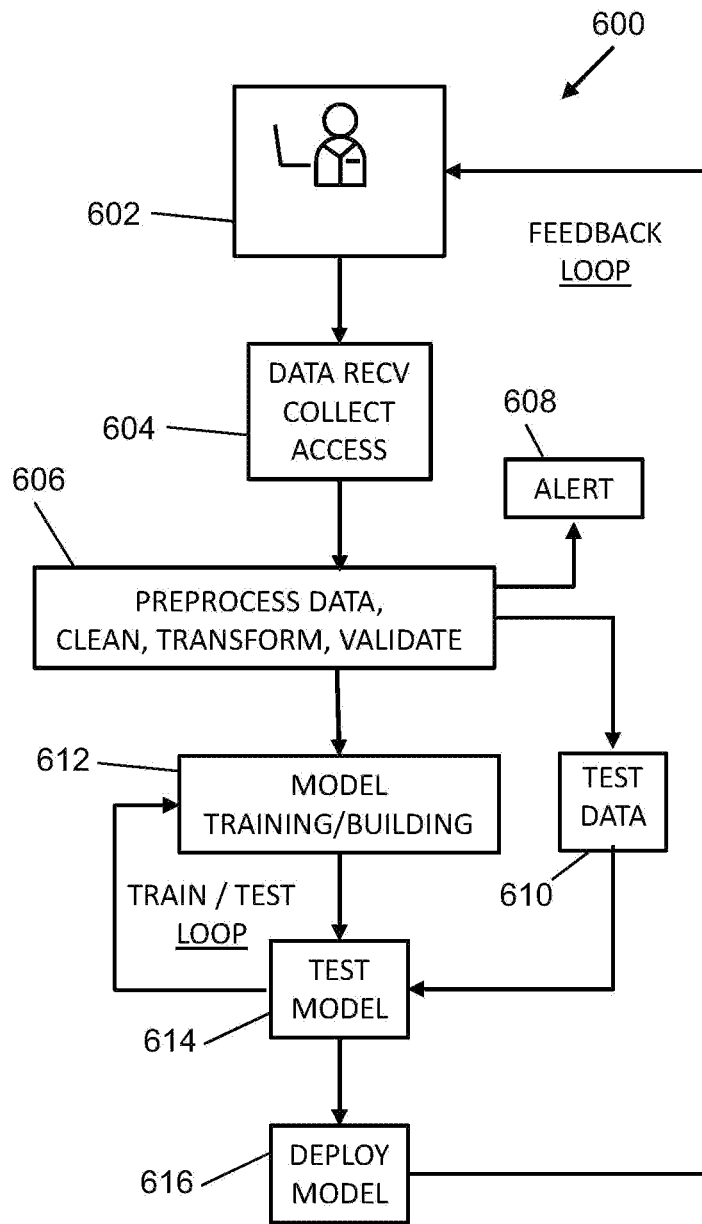 600
602
FEEDBACK
LOOP
DATA RECV
COLLECT
ACCESS
604
608
ALERT
606
PREPROCESS DATA,
CLEAN, TRANSFORM, VALIDATE
612
MODEL
TRAINING/BUILDING
TEST
DATA
610
TRAIN / TEST
LOOP
TEST
MODEL
614
DEPLOY
MODEL
616